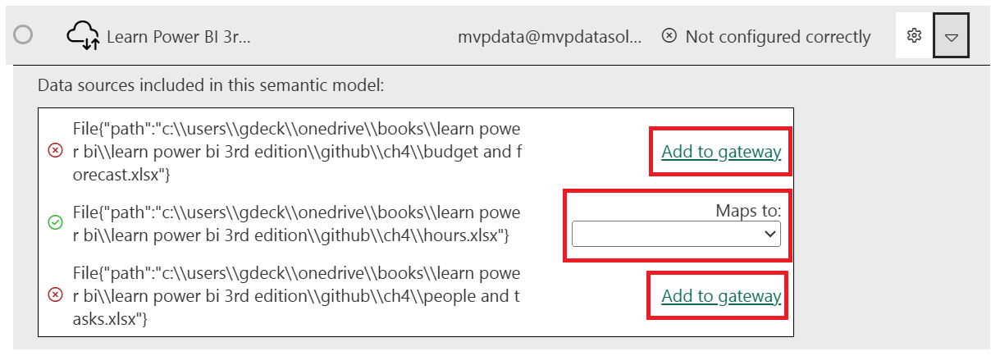 Learn Power BI 3r... mvpdata@mvpdatasol... Not configured correctly
Data sources included in this semantic model:
File{"path":"c:\\users\\gdeck\\onedrive\\books\\learn powe
r bi\\learn power bi 3rd edition\\github\\ch4\\budget and f
orecast.xlsx"}
Add to gateway
File{"path":"c:\\users\\gdeck\\onedrive\\books\\learn powe
r bi\\learn power bi 3rd edition\\github\\ch4\\hours.xlsx"}
Maps to:
File{"path":"c:\\users\\gdeck\\onedrive\\books\\learn powe
r bi\\learn power bi 3rd edition\\github\\ch4\\people and t
asks.xlsx"}
Add to gateway